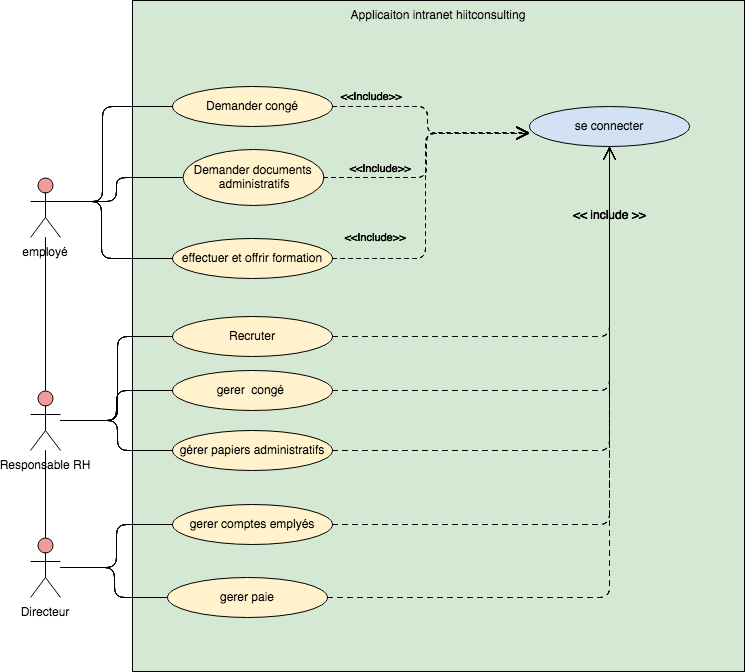 Applicaiton intranet hiitconsulting
<<Include>>
Demander congé
se connecter
Demander documents
administratifs
<<Include>>
<< include >>
employé
<<Include>>
effectuer et offrir formation
Recruter
gerer congé
gérer papiers administratifs
Responsable RH
gerer comptes emplyés
gerer paie
Directeur